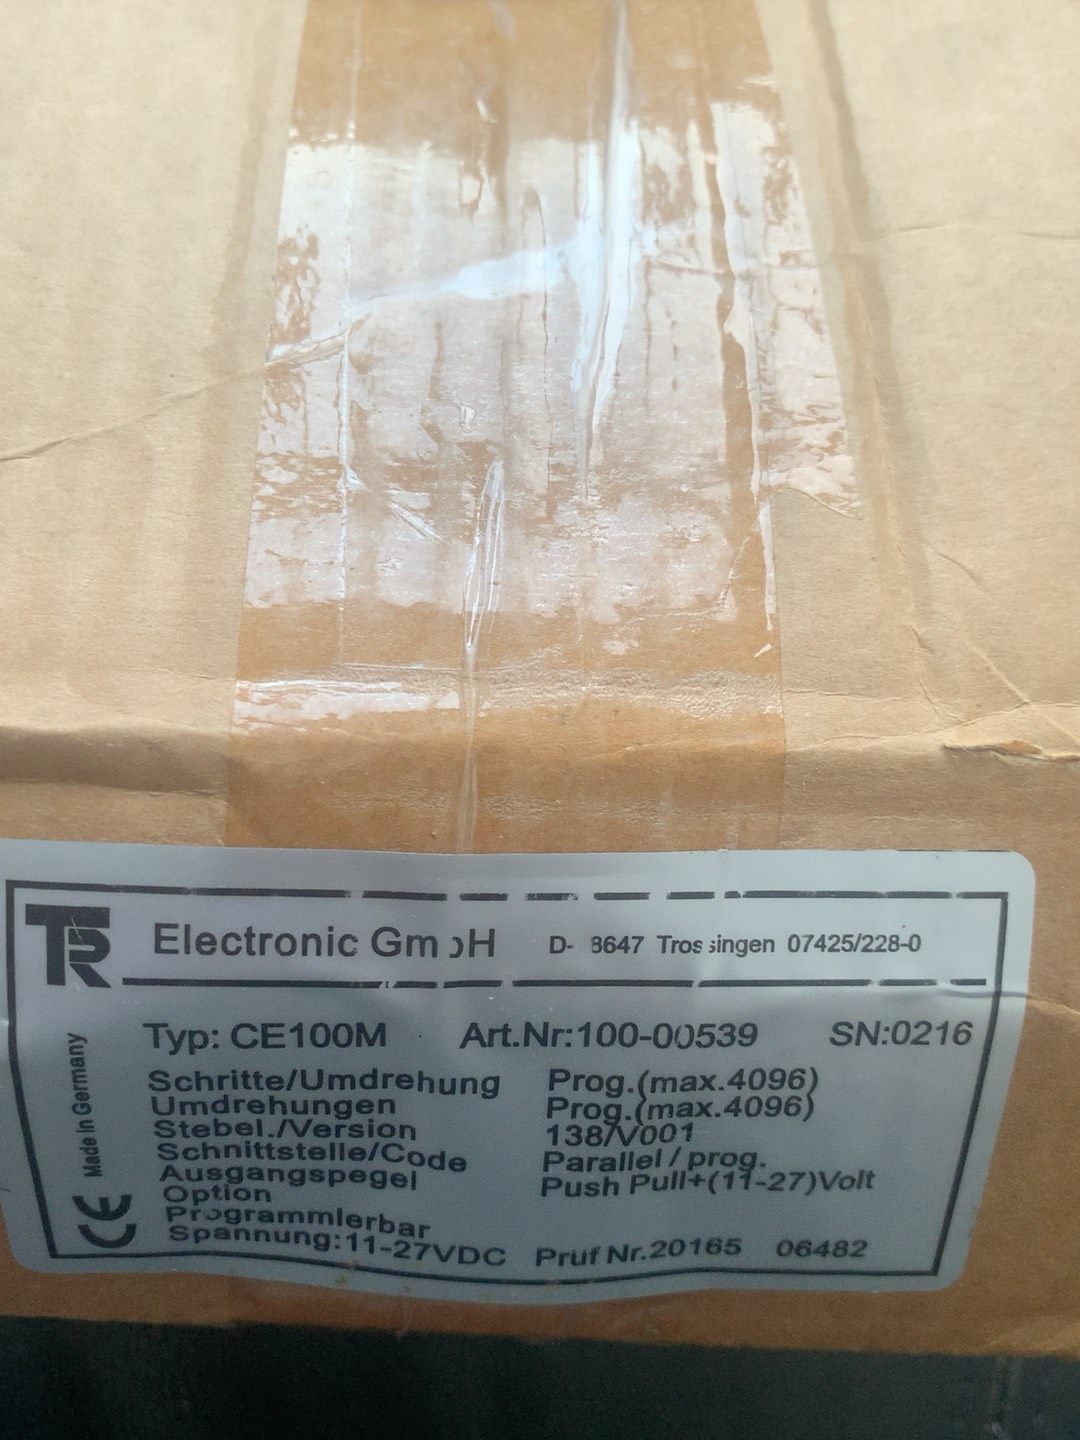 TR Electronic GmbH D- 8647 Trossingen 07425/228-0
Typ: CE100M Art.Nr:100-00539 SN:0216
Schritte/Umdrehung Prog.(max.4096)
Umdrehungen Prog.(max.4096)
Stebel./Version 138/V001
Schnittstelle/Code Parallel / prog.
Ausgangspegel Push Pull+(11-27)Volt
Option
Programmlerbar
Spannung:11-27VDC Pruf Nr.20165 06482
Made in Germany
CE